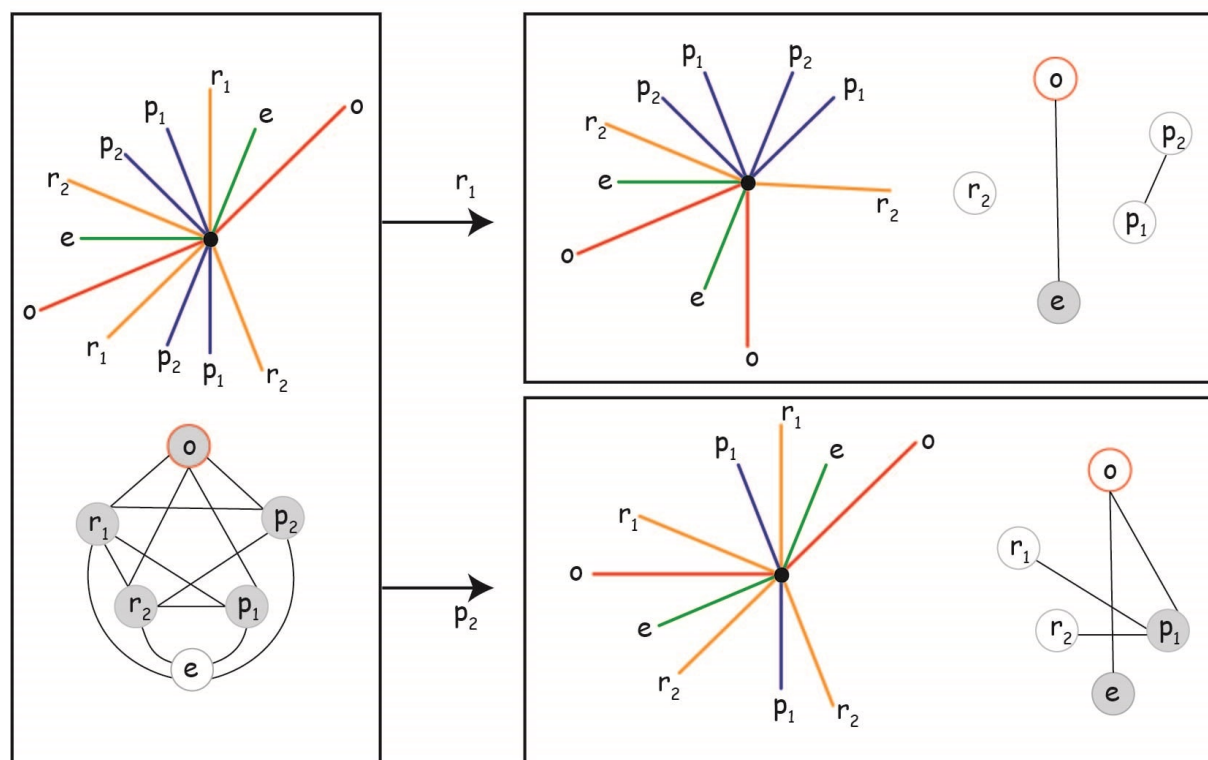 r₁
e
o
p₁
p₂
r₂
e
o
r₁
p₂
p₁
r₂
o
r₁
p₂
r₂
p₁
e
r₁
p₂
p₁
p₂
p₂
p₁
r₂
e
o
e
o
r₂
o
p₂
r₂
p₁
e
r₁
p₁
e
o
r₁
o
e
r₂
p₁
r₂
o
r₁
r₂
p₁
e